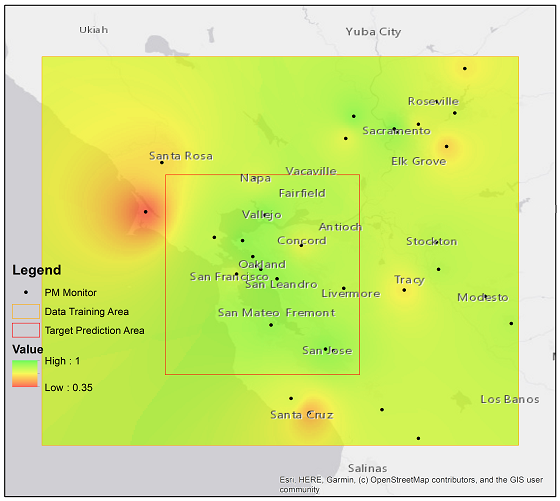 Ukiah
Yuba City
Roseville
Sacramento
Santa Rosa
Elk Grove
Napa
Vacaville
Fairfield
Vallejo
Antioch
Concord
Stockton
Oakland
San Francisco
San Leandro
Livermore
Tracy
Modesto
San Mateo
Fremont
San Jose
Los Banos
Santa Cruz
Salinas
Legend
PM Monitor
Data Training Area
Target Prediction Area
Value
High : 1
Low : 0.35
Esri, HERE, Garmin, (c) OpenStreetMap contributors, and the GIS user
community